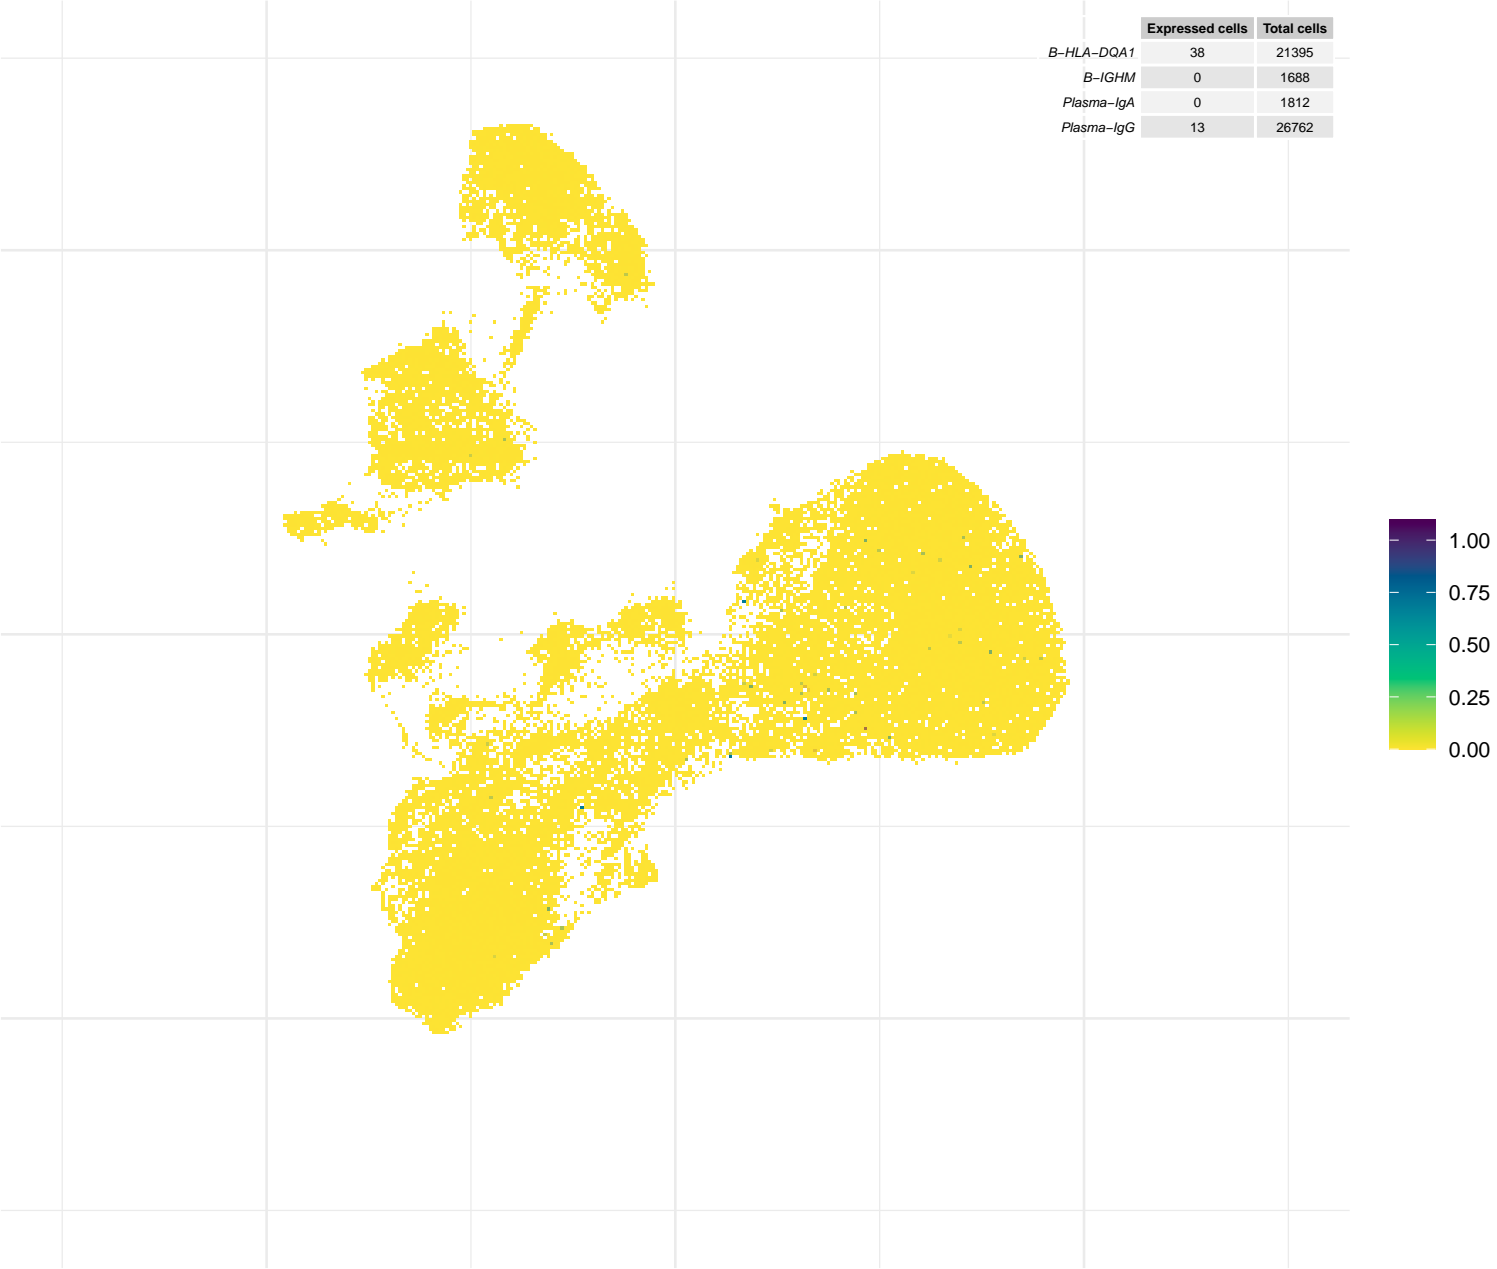 Expressed cells Total cells
B−HLA−DQA1 38 21395
B−IGHM 0 1688
Plasma−IgA 0 1812
Plasma−IgG 13 26762
1.00
0.75
0.50
0.25
0.00